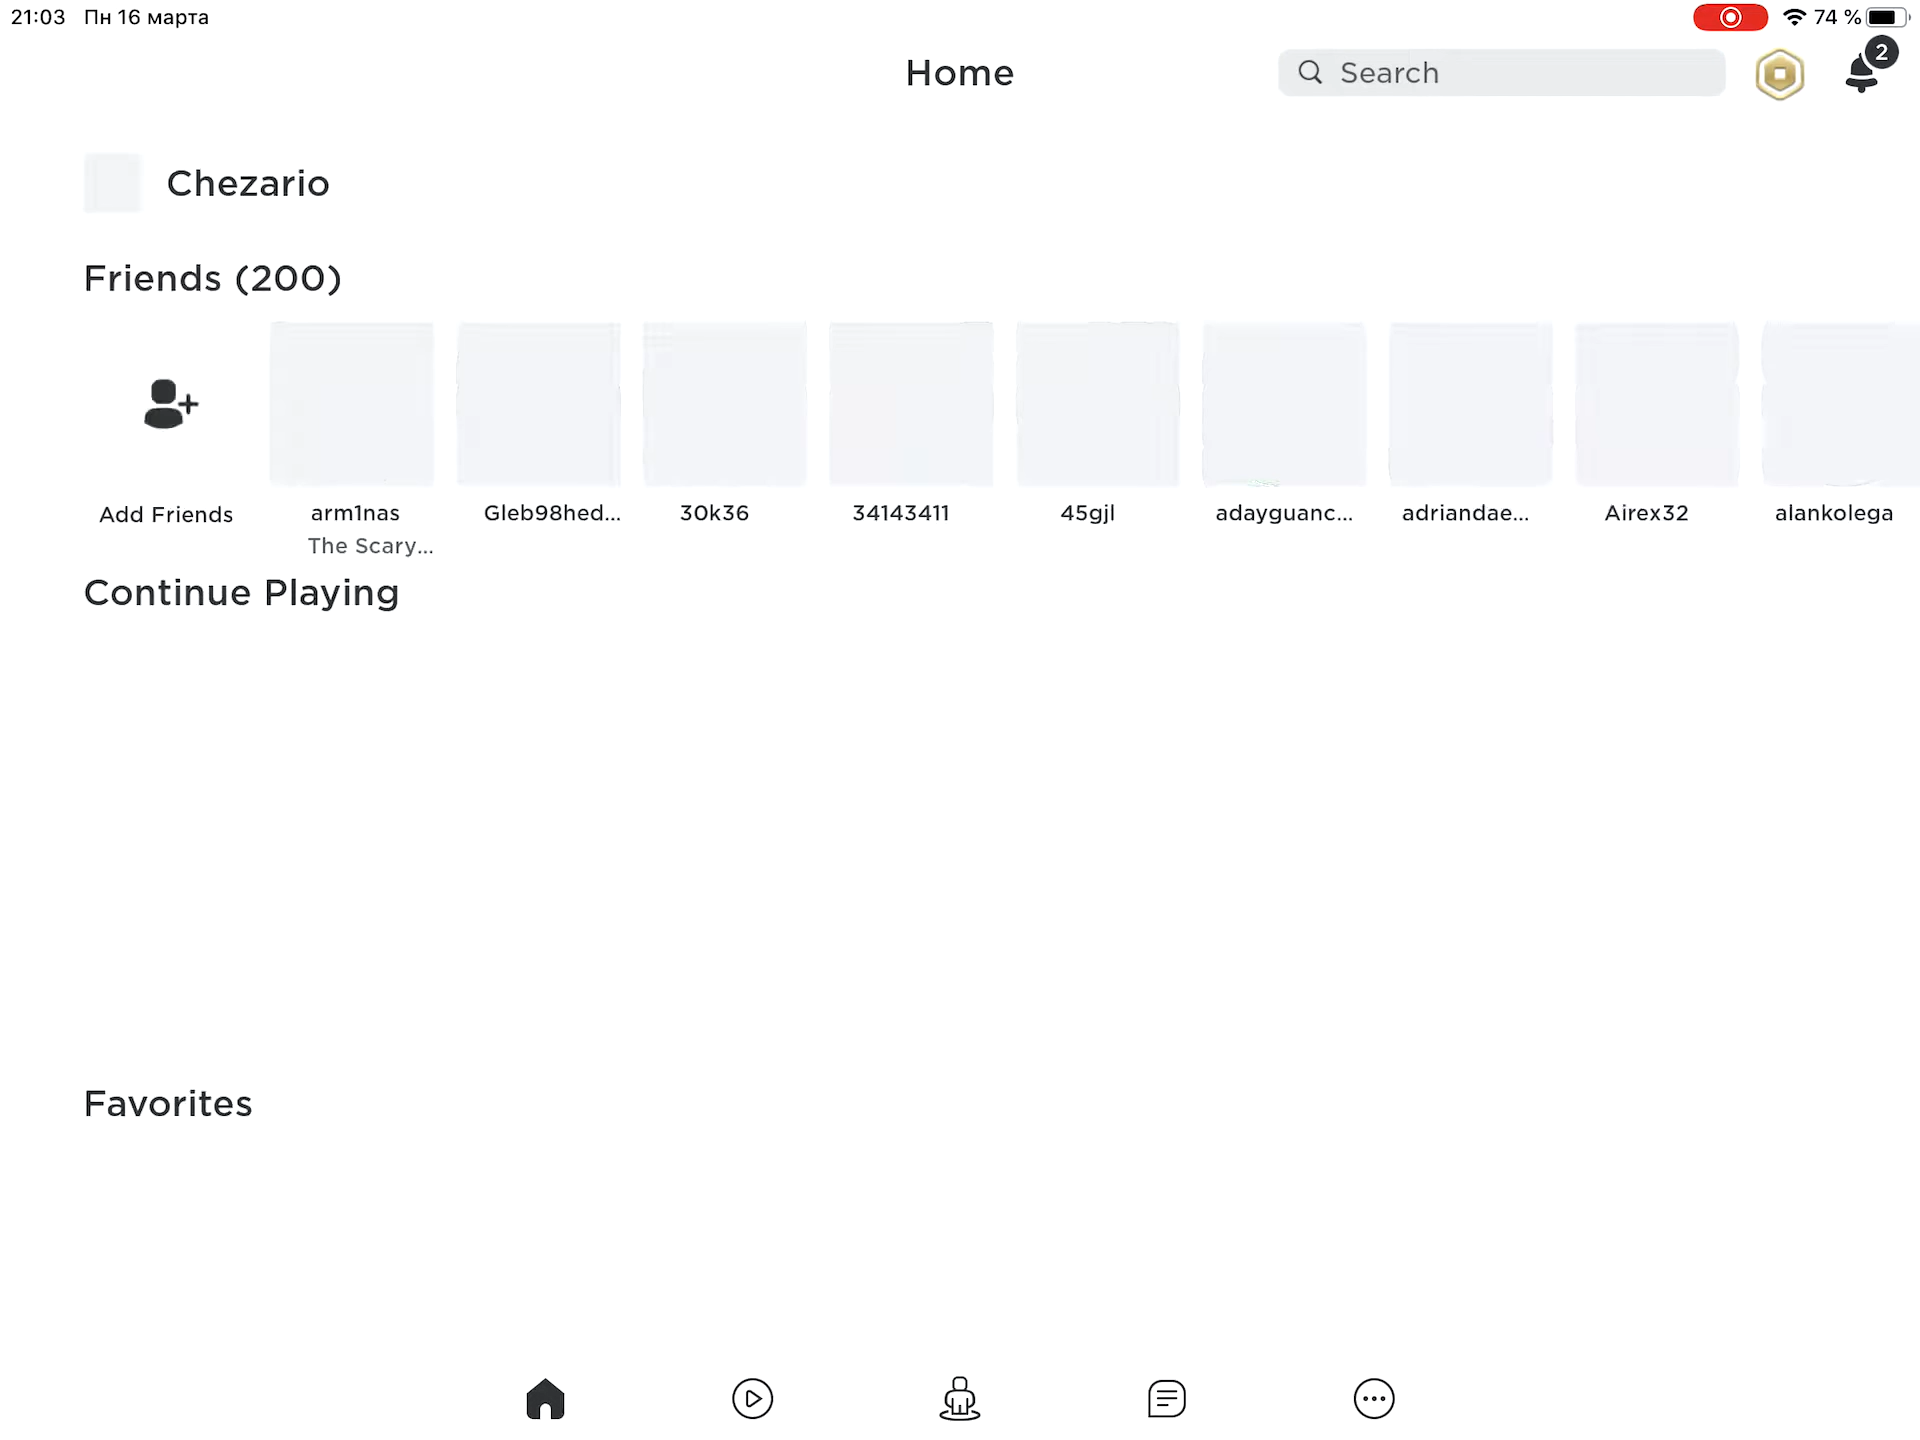 21:03 Пн 16 марта
74 %
Home
Search
2
Chezario
Friends (200)
Add Friends
arm1nas
The Scary...
Gleb98hed...
30k36
34143411
45gjl
adayguanc...
adriandae...
Airex32
alankolega
Continue Playing
Favorites